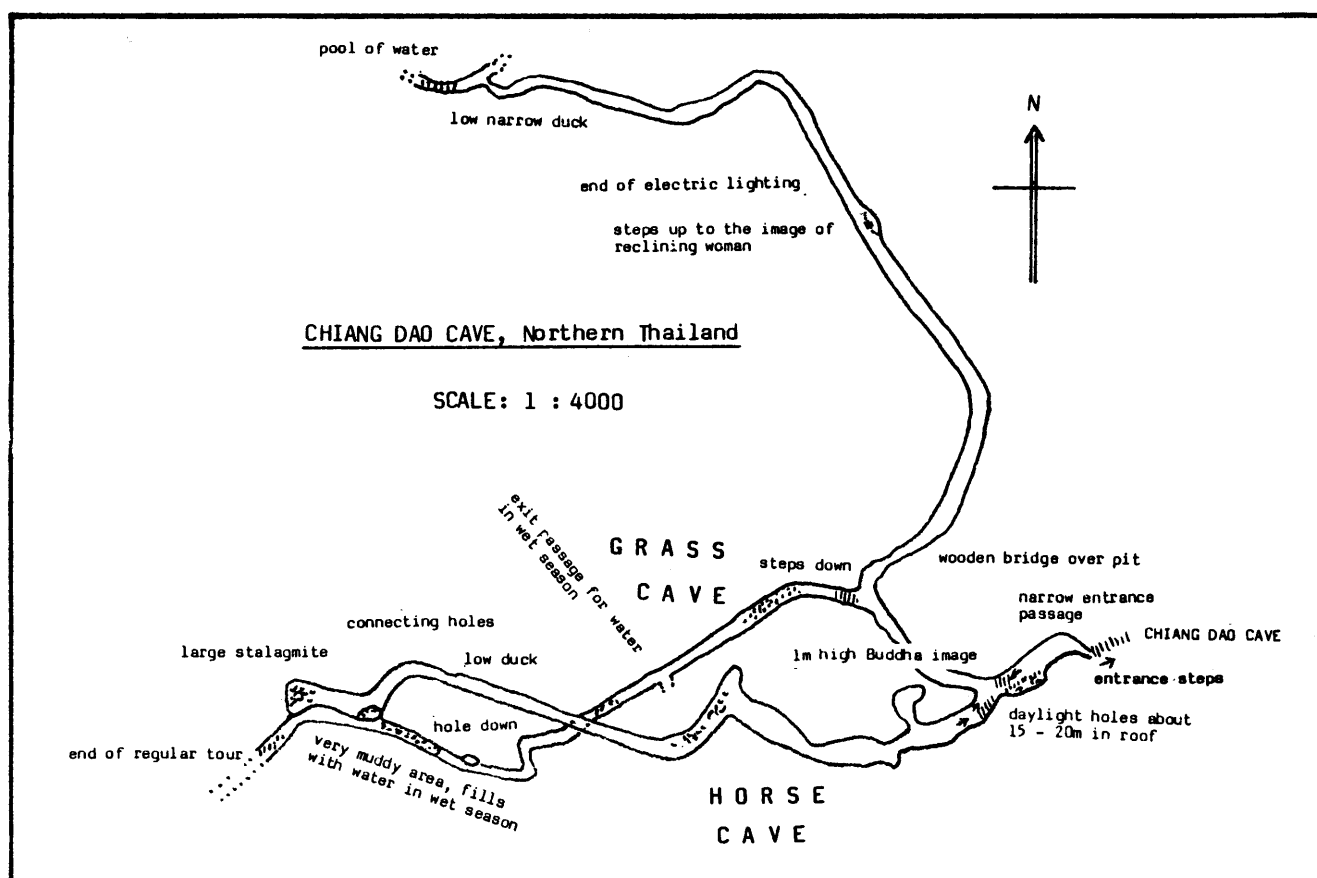 pool of water
low narrow duck
N
end of electric lighting
steps up to the image of
reclining woman
CHIANG DAO CAVE, Northern Thailand
SCALE: 1 : 4000
exit passage for water
in wet season
GRASS
CAVE
steps down
wooden bridge over pit
narrow entrance
passage
CHIANG DAO CAVE
entrance steps
1m high Buddha image
daylight holes about
15 - 20m in roof
connecting holes
large stalagmite
low duck
hole down
end of regular tour
very muddy area, fills
with water in wet season
HORSE
CAVE